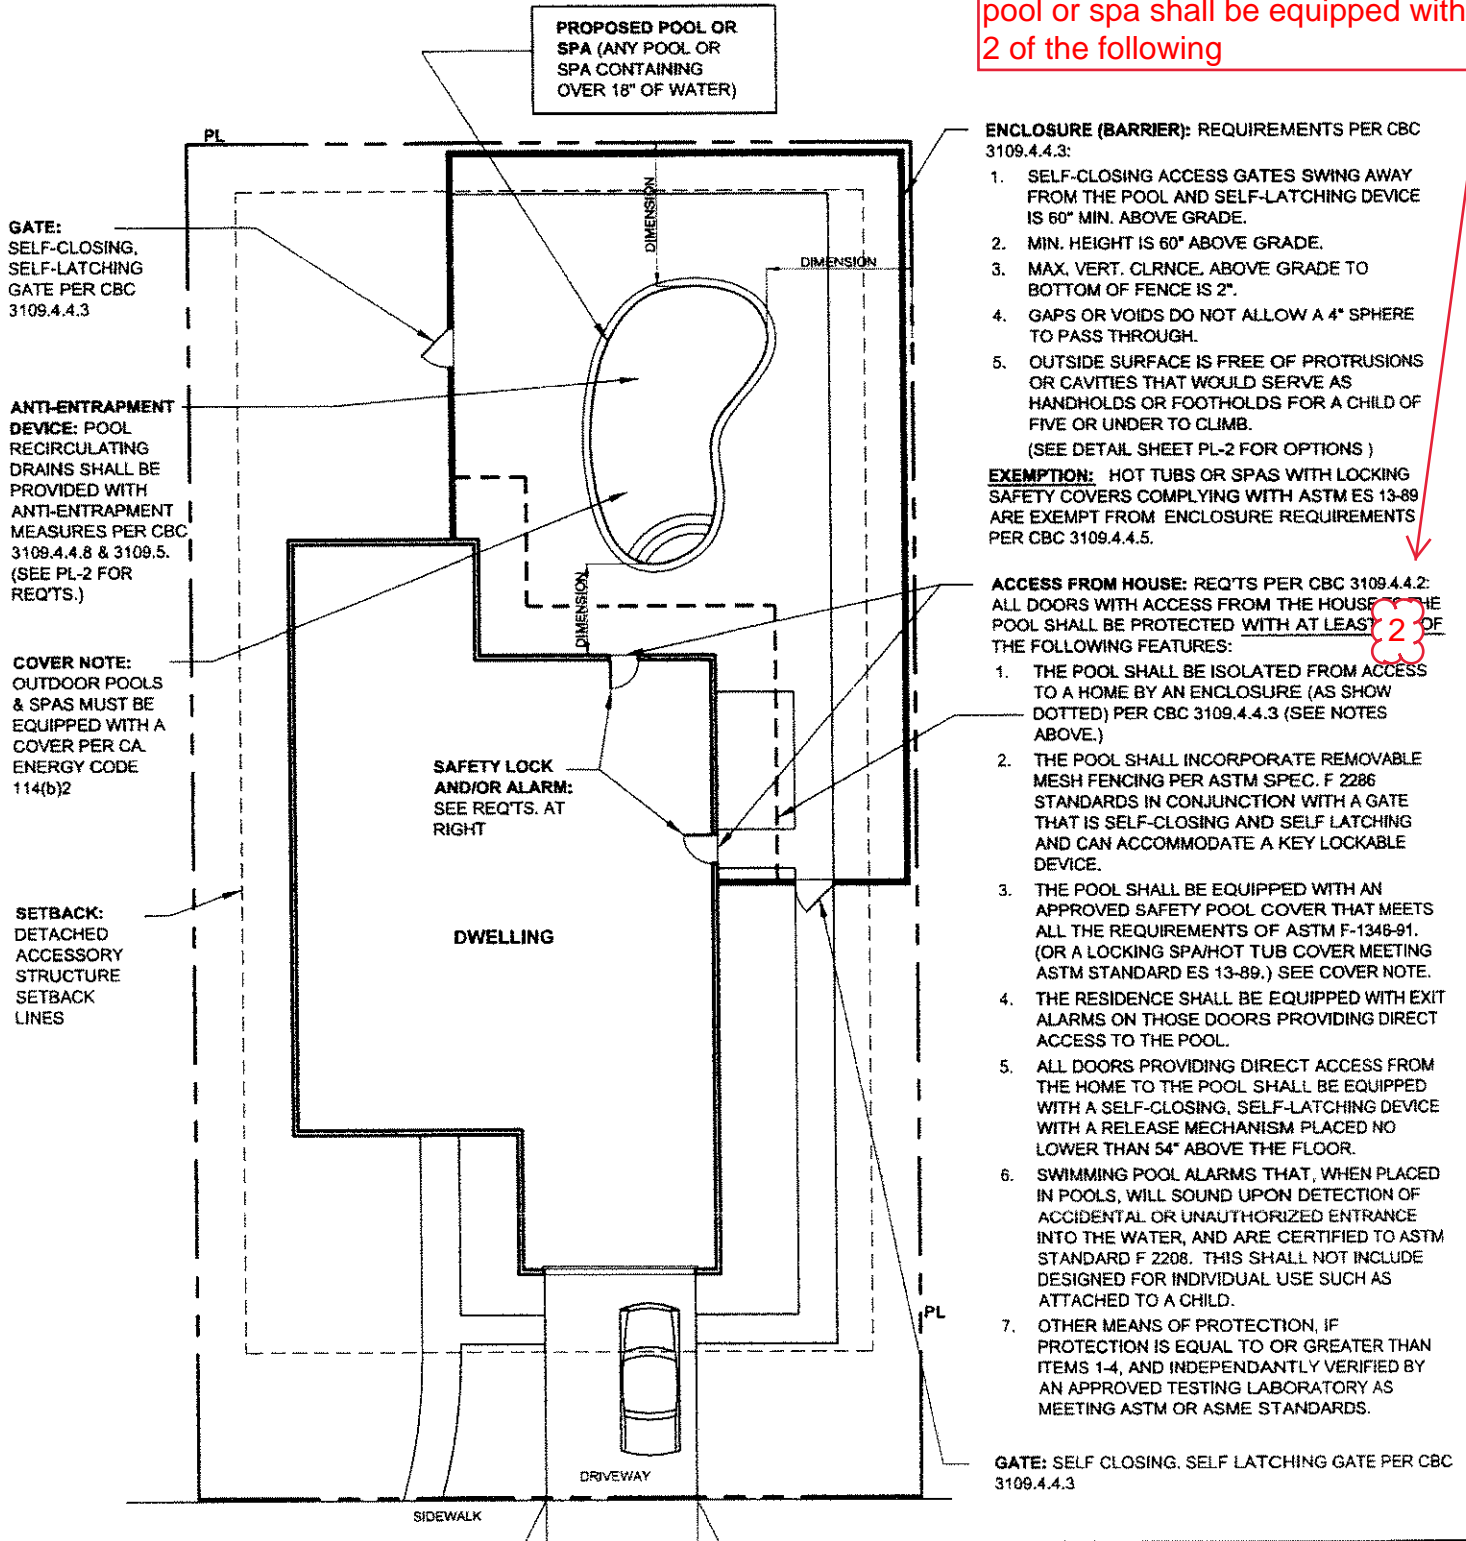 pool or spa shall be equipped with
2 of the following
PROPOSED POOL OR
SPA (ANY POOL OR
SPA CONTAINING
OVER 18" OF WATER)
PL
DIMENSION
DIMENSION
DIMENSION
GATE:
SELF-CLOSING,
SELF-LATCHING
GATE PER CBC
3109.4.4.3
ANTI-ENTRAPMENT
DEVICE: POOL
RECIRCULATING
DRAINS SHALL BE
PROVIDED WITH
ANTI-ENTRAPMENT
MEASURES PER CBC
3109.4.4.8 & 3109.5.
(SEE PL-2 FOR
REQ'TS.)
COVER NOTE:
OUTDOOR POOLS
& SPAS MUST BE
EQUIPPED WITH A
COVER PER CA.
ENERGY CODE
114(b)2
SETBACK:
DETACHED
ACCESSORY
STRUCTURE
SETBACK
LINES
SAFETY LOCK
AND/OR ALARM:
SEE REQ'TS. AT
RIGHT
DWELLING
DRIVEWAY
SIDEWALK
PL
ENCLOSURE (BARRIER): REQUIREMENTS PER CBC
3109.4.4.3:
1. SELF-CLOSING ACCESS GATES SWING AWAY
FROM THE POOL AND SELF-LATCHING DEVICE
IS 60" MIN. ABOVE GRADE.
2. MIN. HEIGHT IS 60" ABOVE GRADE.
3. MAX. VERT. CLRNCE. ABOVE GRADE TO
BOTTOM OF FENCE IS 2".
4. GAPS OR VOIDS DO NOT ALLOW A 4" SPHERE
TO PASS THROUGH.
5. OUTSIDE SURFACE IS FREE OF PROTRUSIONS
OR CAVITIES THAT WOULD SERVE AS
HANDHOLDS OR FOOTHOLDS FOR A CHILD OF
FIVE OR UNDER TO CLIMB.
(SEE DETAIL SHEET PL-2 FOR OPTIONS )
EXEMPTION: HOT TUBS OR SPAS WITH LOCKING
SAFETY COVERS COMPLYING WITH ASTM ES 13-89
ARE EXEMPT FROM ENCLOSURE REQUIREMENTS
PER CBC 3109.4.4.5.
ACCESS FROM HOUSE: REQ'TS PER CBC 3109.4.4.2:
ALL DOORS WITH ACCESS FROM THE HOUSE TO THE
POOL SHALL BE PROTECTED WITH AT LEAST 2 OF
THE FOLLOWING FEATURES:
1. THE POOL SHALL BE ISOLATED FROM ACCESS
TO A HOME BY AN ENCLOSURE (AS SHOW
DOTTED) PER CBC 3109.4.4.3 (SEE NOTES
ABOVE.)
2. THE POOL SHALL INCORPORATE REMOVABLE
MESH FENCING PER ASTM SPEC. F 2286
STANDARDS IN CONJUNCTION WITH A GATE
THAT IS SELF-CLOSING AND SELF LATCHING
AND CAN ACCOMMODATE A KEY LOCKABLE
DEVICE.
3. THE POOL SHALL BE EQUIPPED WITH AN
APPROVED SAFETY POOL COVER THAT MEETS
ALL THE REQUIREMENTS OF ASTM F-1346-91.
(OR A LOCKING SPA/HOT TUB COVER MEETING
ASTM STANDARD ES 13-89.) SEE COVER NOTE.
4. THE RESIDENCE SHALL BE EQUIPPED WITH EXIT
ALARMS ON THOSE DOORS PROVIDING DIRECT
ACCESS TO THE POOL.
5. ALL DOORS PROVIDING DIRECT ACCESS FROM
THE HOME TO THE POOL SHALL BE EQUIPPED
WITH A SELF-CLOSING, SELF-LATCHING DEVICE
WITH A RELEASE MECHANISM PLACED NO
LOWER THAN 54" ABOVE THE FLOOR.
6. SWIMMING POOL ALARMS THAT, WHEN PLACED
IN POOLS, WILL SOUND UPON DETECTION OF
ACCIDENTAL OR UNAUTHORIZED ENTRANCE
INTO THE WATER, AND ARE CERTIFIED TO ASTM
STANDARD F 2208. THIS SHALL NOT INCLUDE
DESIGNED FOR INDIVIDUAL USE SUCH AS
ATTACHED TO A CHILD.
7. OTHER MEANS OF PROTECTION, IF
PROTECTION IS EQUAL TO OR GREATER THAN
ITEMS 1-4, AND INDEPENDANTLY VERIFIED BY
AN APPROVED TESTING LABORATORY AS
MEETING ASTM OR ASME STANDARDS.
GATE: SELF CLOSING, SELF LATCHING GATE PER CBC
3109.4.4.3